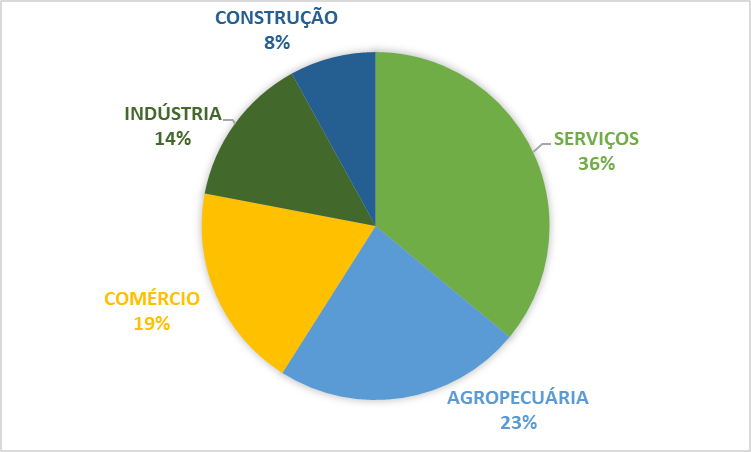 CONSTRUÇÃO
8%
INDÚSTRIA
14%
SERVIÇOS
36%
COMÉRCIO
19%
AGROPECUÁRIA
23%